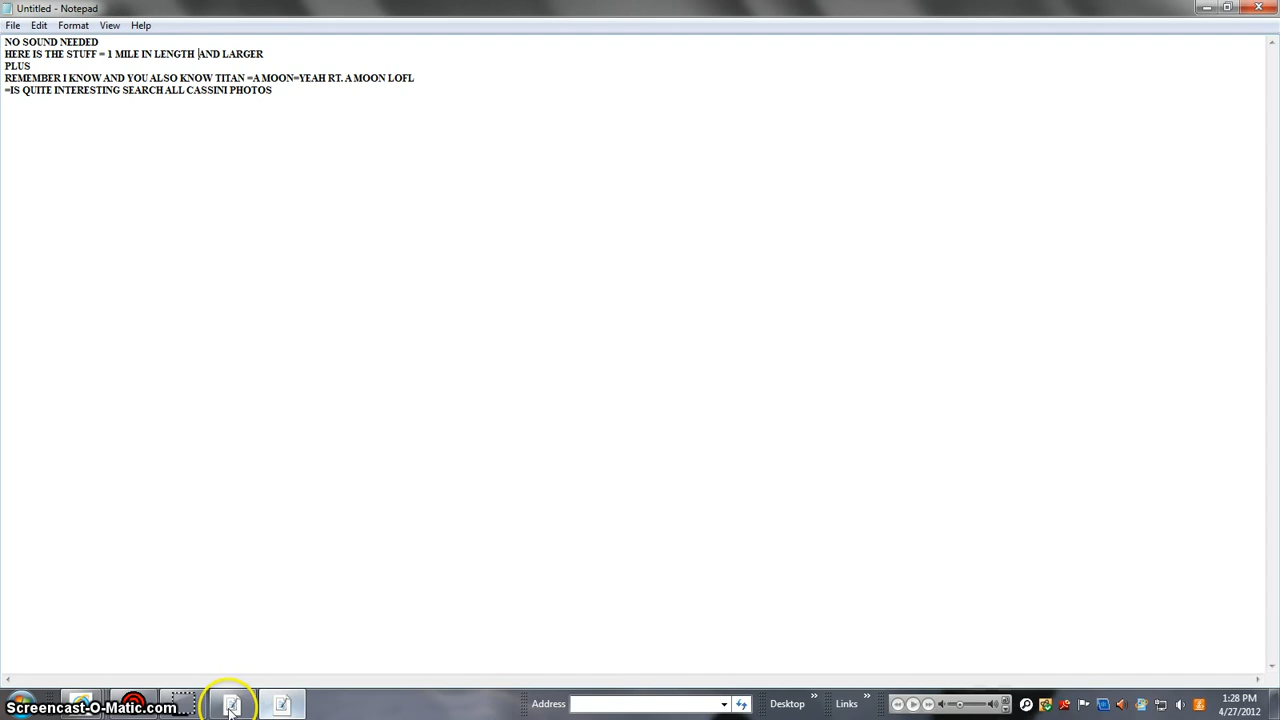 Untitled - Notepad
File Edit Format View Help
NO SOUND NEEDED
HERE IS THE STUFF = 1 MILE IN LENGTH AND LARGER
PLUS
REMEMBER I KNOW AND YOU ALSO KNOW TITAN =A MOON=YEAH RT. A MOON LOFL
=IS QUITE INTERESTING SEARCH ALL CASSINI PHOTOS
Screencast-O-Matic.com Address Desktop Links 1:28 PM
4/27/2012